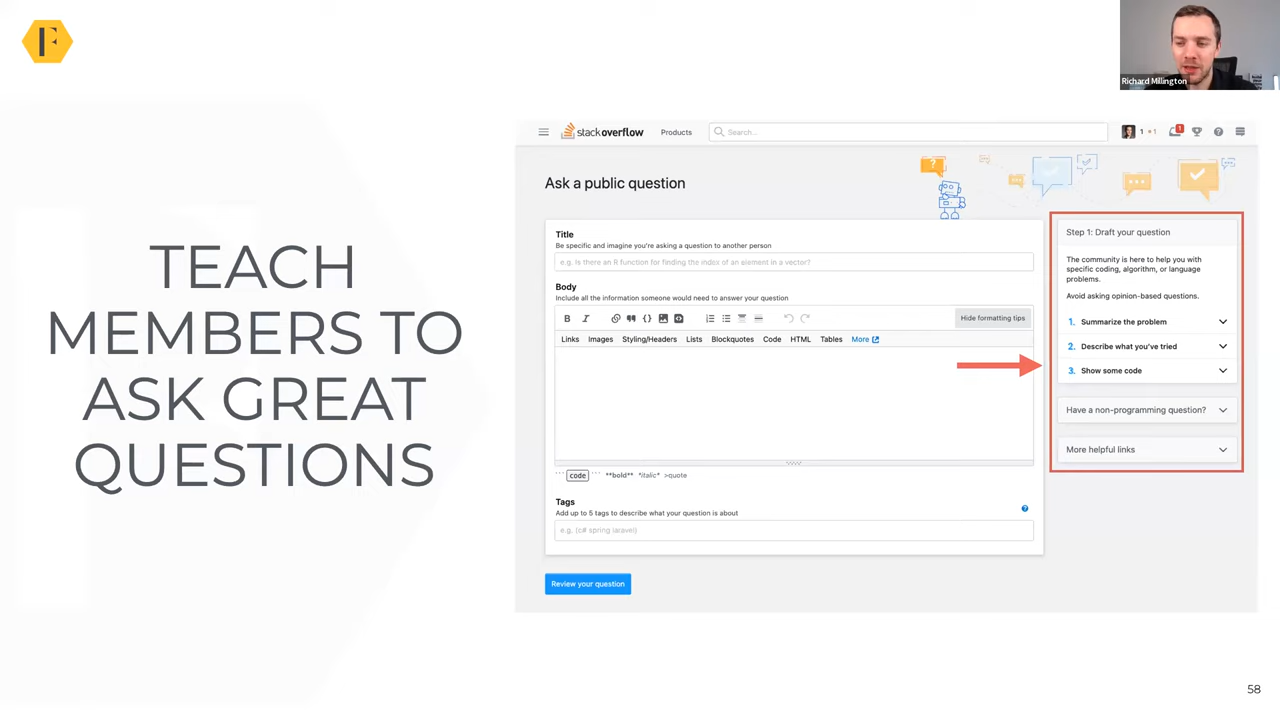 F
Richard Millington
TEACH
MEMBERS TO
ASK GREAT
QUESTIONS
stackoverflow
Products
Search...
1
•1
1
?
Ask a public question
?
Title
Be specific and imagine you're asking a question to another person
e.g. Is there an R function for finding the index of an element in a vector?
Body
Include all the information someone would need to answer your question
B I
Hide formatting tips
Links Images Styling/Headers Lists Blockquotes Code HTML Tables More
``` code ``` **bold** *italic* >quote
Tags
Add up to 5 tags to describe what your question is about
?
e.g. (c# spring laravel)
Review your question
Step 1: Draft your question
The community is here to help you with
specific coding, algorithm, or language
problems.
Avoid asking opinion-based questions.
1. Summarize the problem
2. Describe what you've tried
3. Show some code
Have a non-programming question?
More helpful links
58